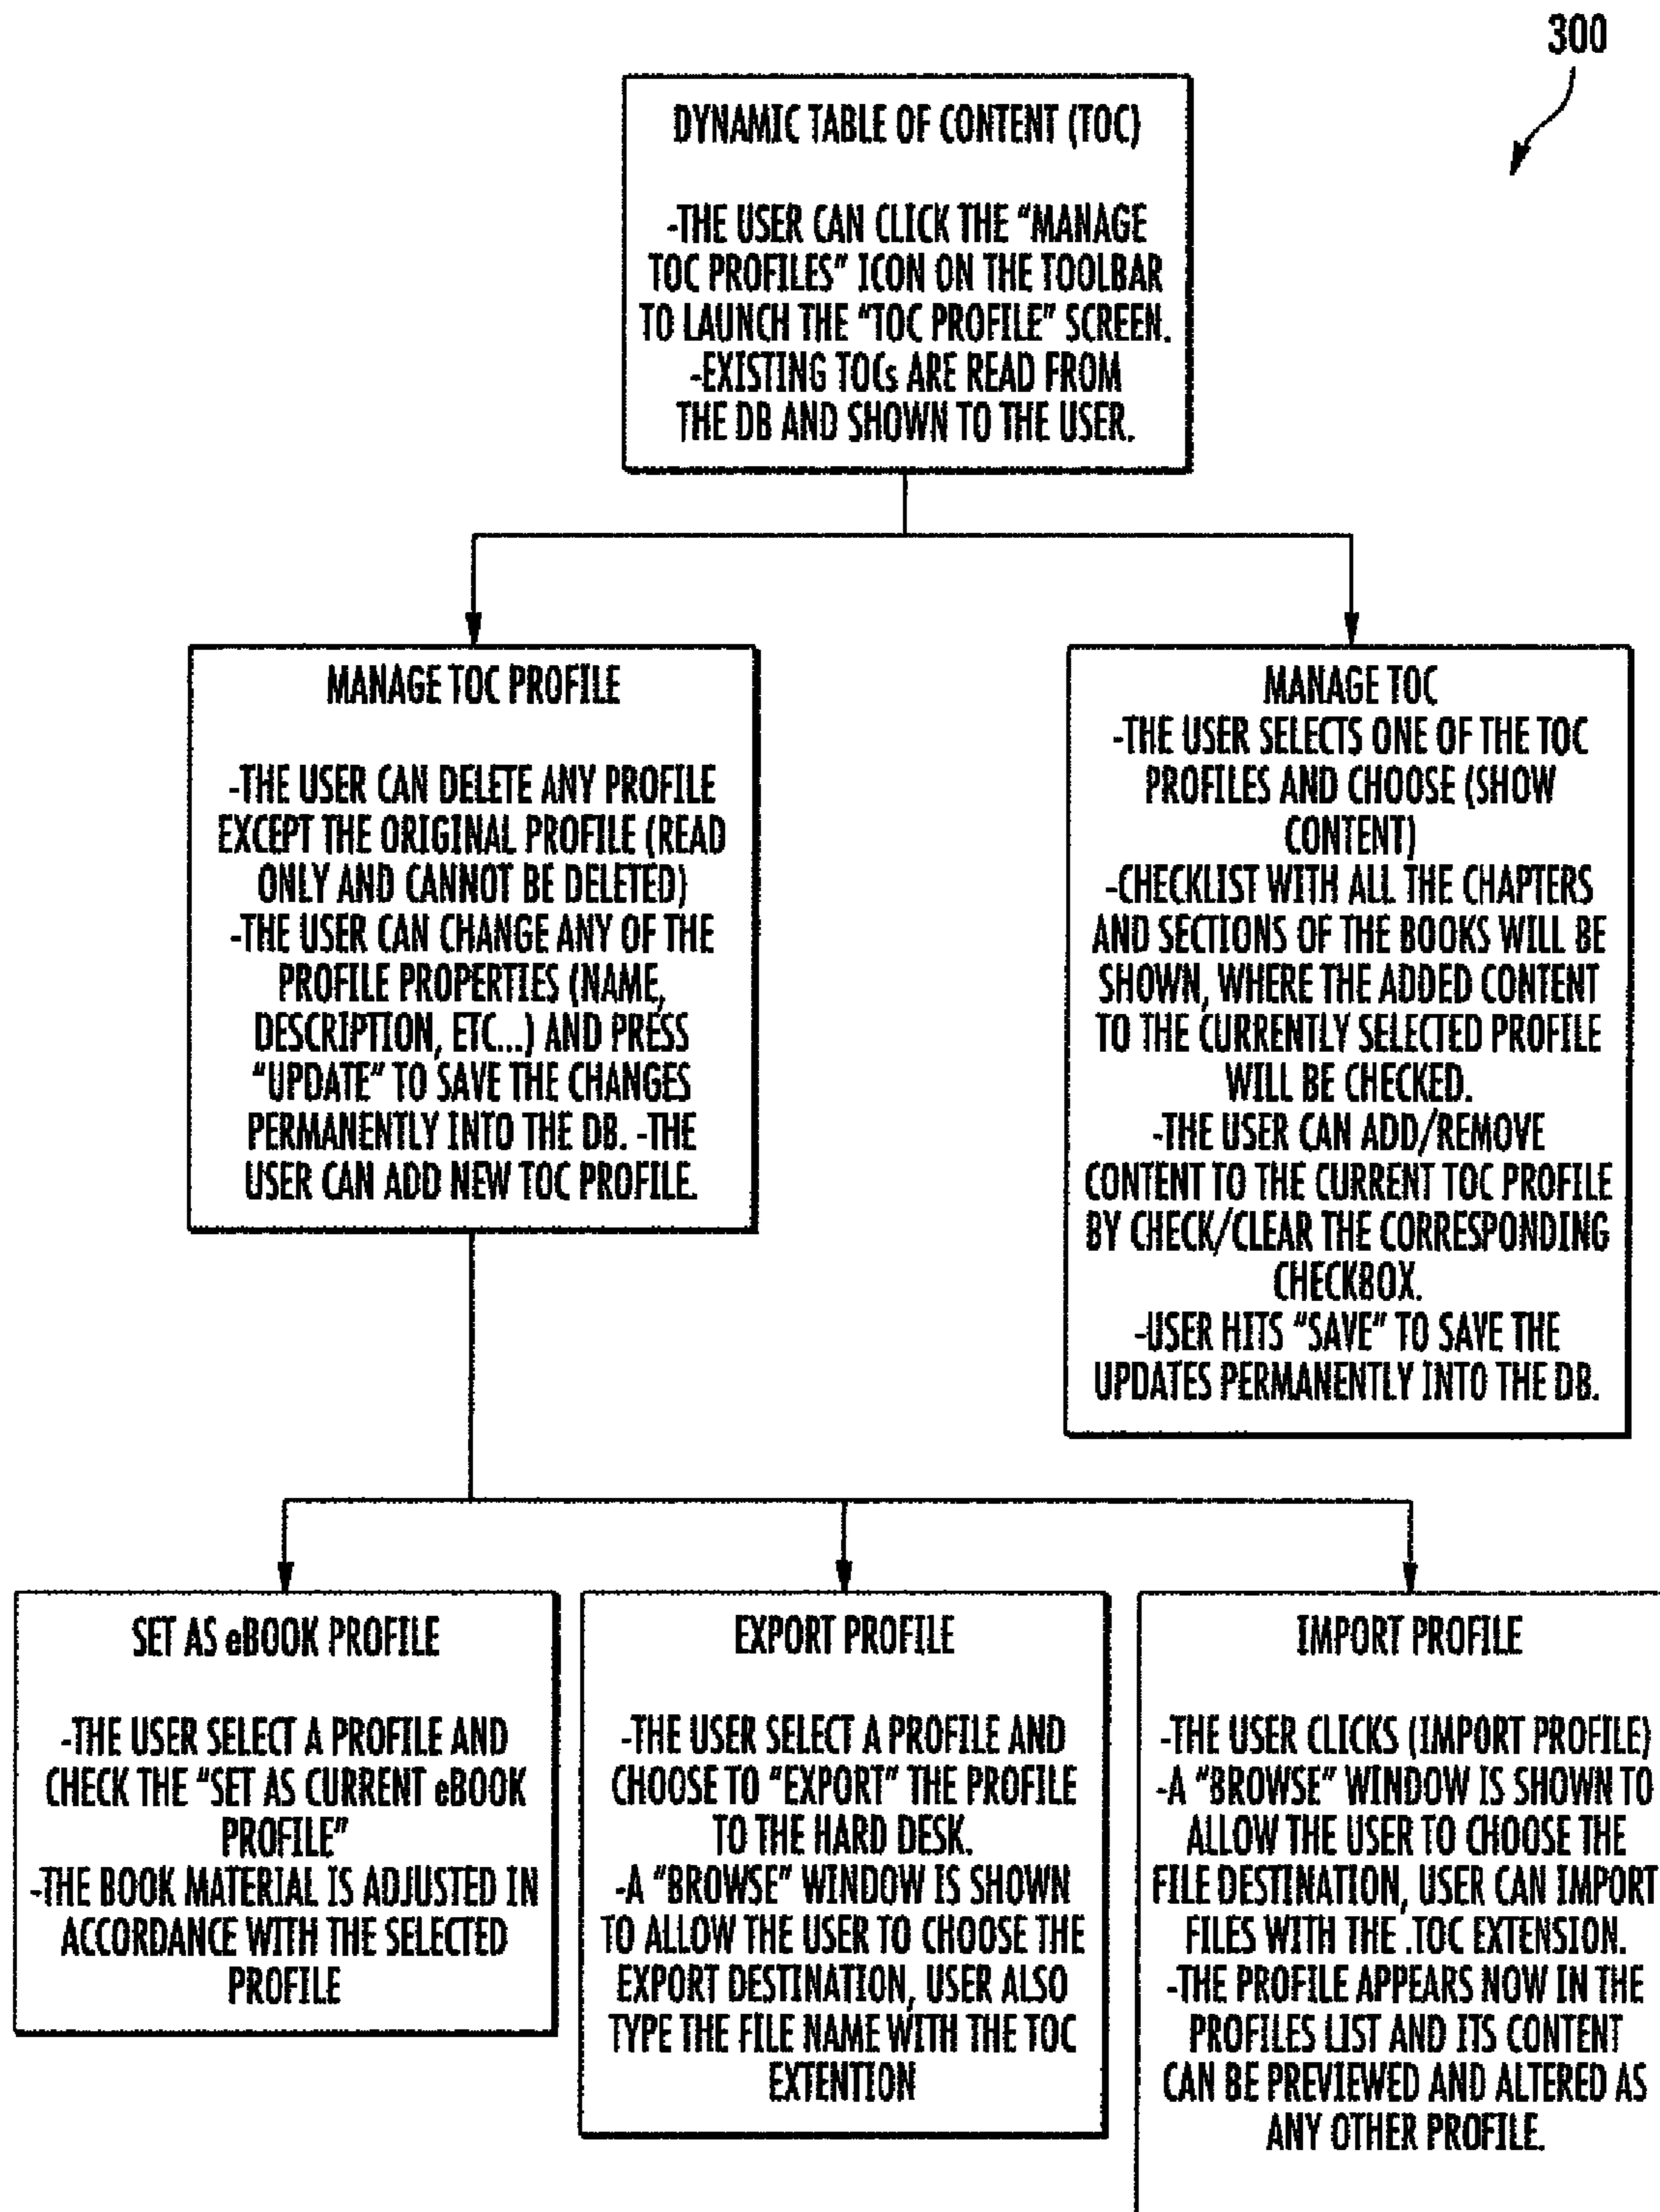 300
DYNAMIC TABLE OF CONTENT (TOC)
-THE USER CAN CLICK THE "MANAGE
TOC PROFILES" ICON ON THE TOOLBAR
TO LAUNCH THE "TOC PROFILE" SCREEN.
-EXISTING TOCs ARE READ FROM
THE DB AND SHOWN TO THE USER.
MANAGE TOC PROFILE
-THE USER CAN DELETE ANY PROFILE
EXCEPT THE ORIGINAL PROFILE (READ
ONLY AND CANNOT BE DELETED)
-THE USER CAN CHANGE ANY OF THE
PROFILE PROPERTIES (NAME,
DESCRIPTION, ETC...) AND PRESS
"UPDATE" TO SAVE THE CHANGES
PERMANENTLY INTO THE DB. -THE
USER CAN ADD NEW TOC PROFILE.
MANAGE TOC
-THE USER SELECTS ONE OF THE TOC
PROFILES AND CHOOSE (SHOW
CONTENT)
-CHECKLIST WITH ALL THE CHAPTERS
AND SECTIONS OF THE BOOKS WILL BE
SHOWN, WHERE THE ADDED CONTENT
TO THE CURRENTLY SELECTED PROFILE
WILL BE CHECKED.
-THE USER CAN ADD/REMOVE
CONTENT TO THE CURRENT TOC PROFILE
BY CHECK/CLEAR THE CORRESPONDING
CHECKBOX.
-USER HITS "SAVE" TO SAVE THE
UPDATES PERMANENTLY INTO THE DB.
SET AS eBOOK PROFILE
-THE USER SELECT A PROFILE AND
CHECK THE "SET AS CURRENT eBOOK
PROFILE"
-THE BOOK MATERIAL IS ADJUSTED IN
ACCORDANCE WITH THE SELECTED
PROFILE
EXPORT PROFILE
-THE USER SELECT A PROFILE AND
CHOOSE TO "EXPORT" THE PROFILE
TO THE HARD DESK.
-A "BROWSE" WINDOW IS SHOWN
TO ALLOW THE USER TO CHOOSE THE
EXPORT DESTINATION, USER ALSO
TYPE THE FILE NAME WITH THE TOC
EXTENTION
IMPORT PROFILE
-THE USER CLICKS (IMPORT PROFILE)
-A "BROWSE" WINDOW IS SHOWN TO
ALLOW THE USER TO CHOOSE THE
FILE DESTINATION, USER CAN IMPORT
FILES WITH THE .TOC EXTENSION.
-THE PROFILE APPEARS NOW IN THE
PROFILES LIST AND ITS CONTENT
CAN BE PREVIEWED AND ALTERED AS
ANY OTHER PROFILE.